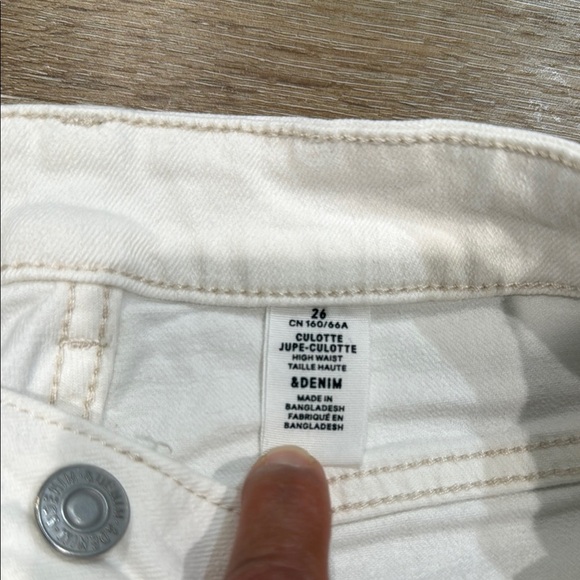 26
CN 160/66A
CULOTTE
JUPE-CULOTTE
HIGH WAIST
TAILLE HAUTE
&DENIM
MADE IN
BANGLADESH
FABRIQUÉ EN
BANGLADESH